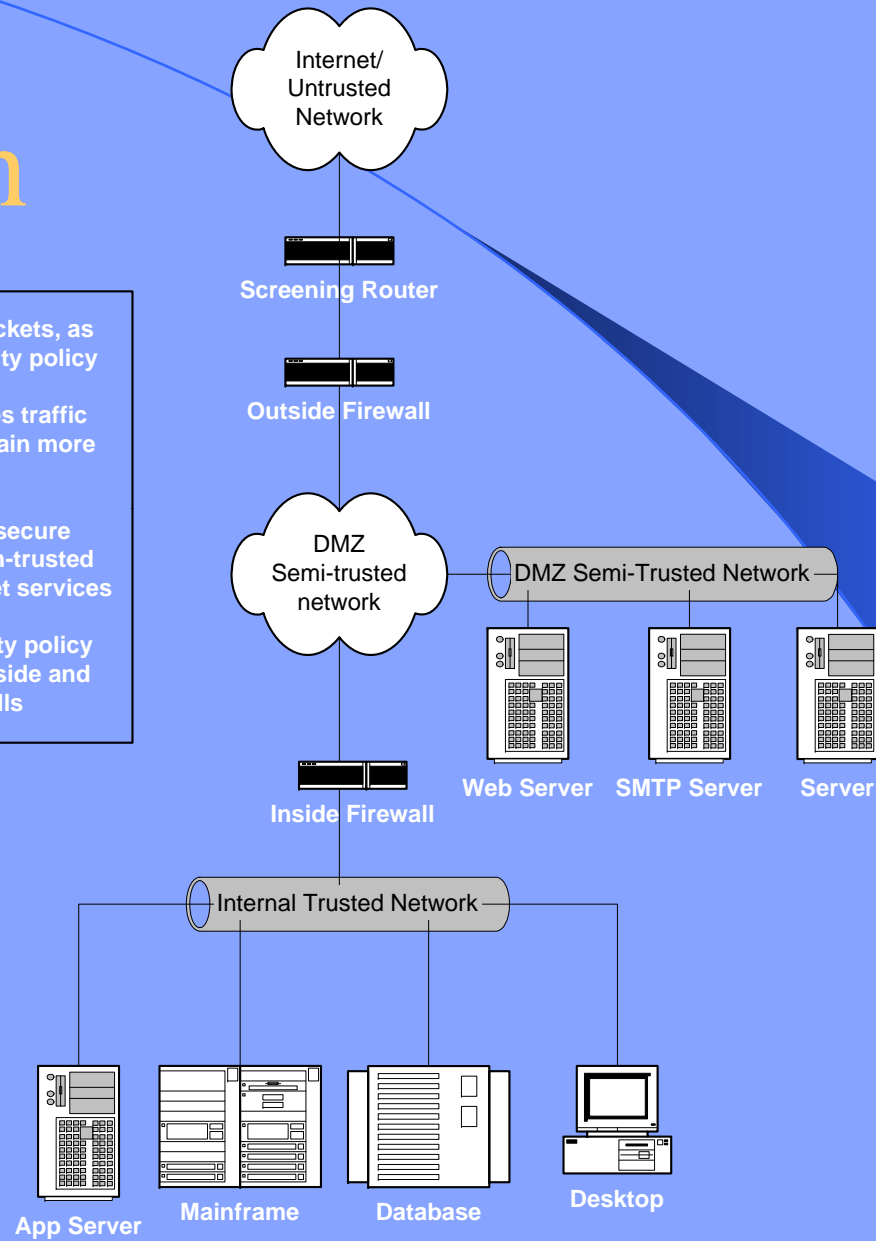 Internet/
Untrusted
Network
n
Screening Router
ckets, as
ty policy
es traffic
ain more
Outside Firewall
secure
n-trusted
et services
ty policy
side and
lls
DMZ
Semi-trusted
network
DMZ Semi-Trusted Network
Web Server
SMTP Server
Server
Inside Firewall
Internal Trusted Network
App Server
Mainframe
Database
Desktop